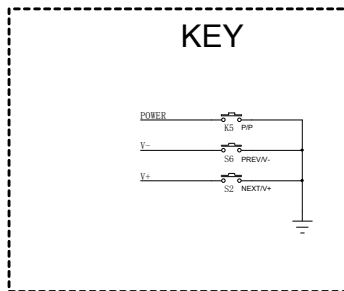 KEY
POWER
K5 P/P
V-
S6 PREV/V-
V+
S2 NEXT/V+